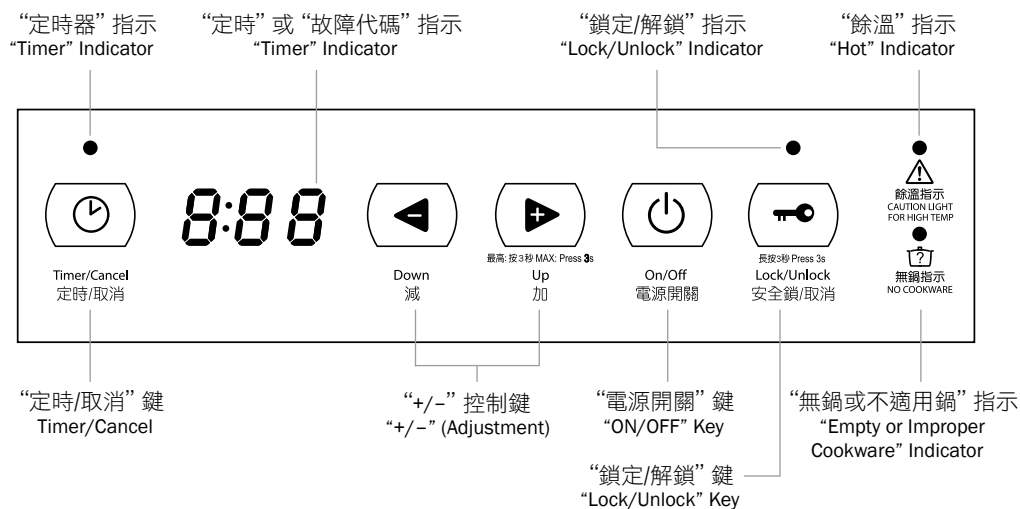 “定時器” 指示
“Timer” Indicator
“定時” 或 “故障代碼” 指示
“Timer” Indicator
“鎖定/解鎖” 指示
“Lock/Unlock” Indicator
“餘溫” 指示
“Hot” Indicator
8:88
-
+
餘溫指示
CAUTION LIGHT
FOR HIGH TEMP
?
無鍋指示
NO COOKWARE
Timer/Cancel
定時/取消
Down
減
最高: 按3秒 MAX: Press 3s
Up
加
On/Off
電源開關
長按3秒 Press 3s
Lock/Unlock
安全鎖/取消
“定時/取消” 鍵
Timer/Cancel
“+/–” 控制鍵
“+/–” (Adjustment)
“電源開關” 鍵
“ON/OFF” Key
“鎖定/解鎖” 鍵
“Lock/Unlock” Key
“無鍋或不適用鍋” 指示
“Empty or Improper
Cookware” Indicator